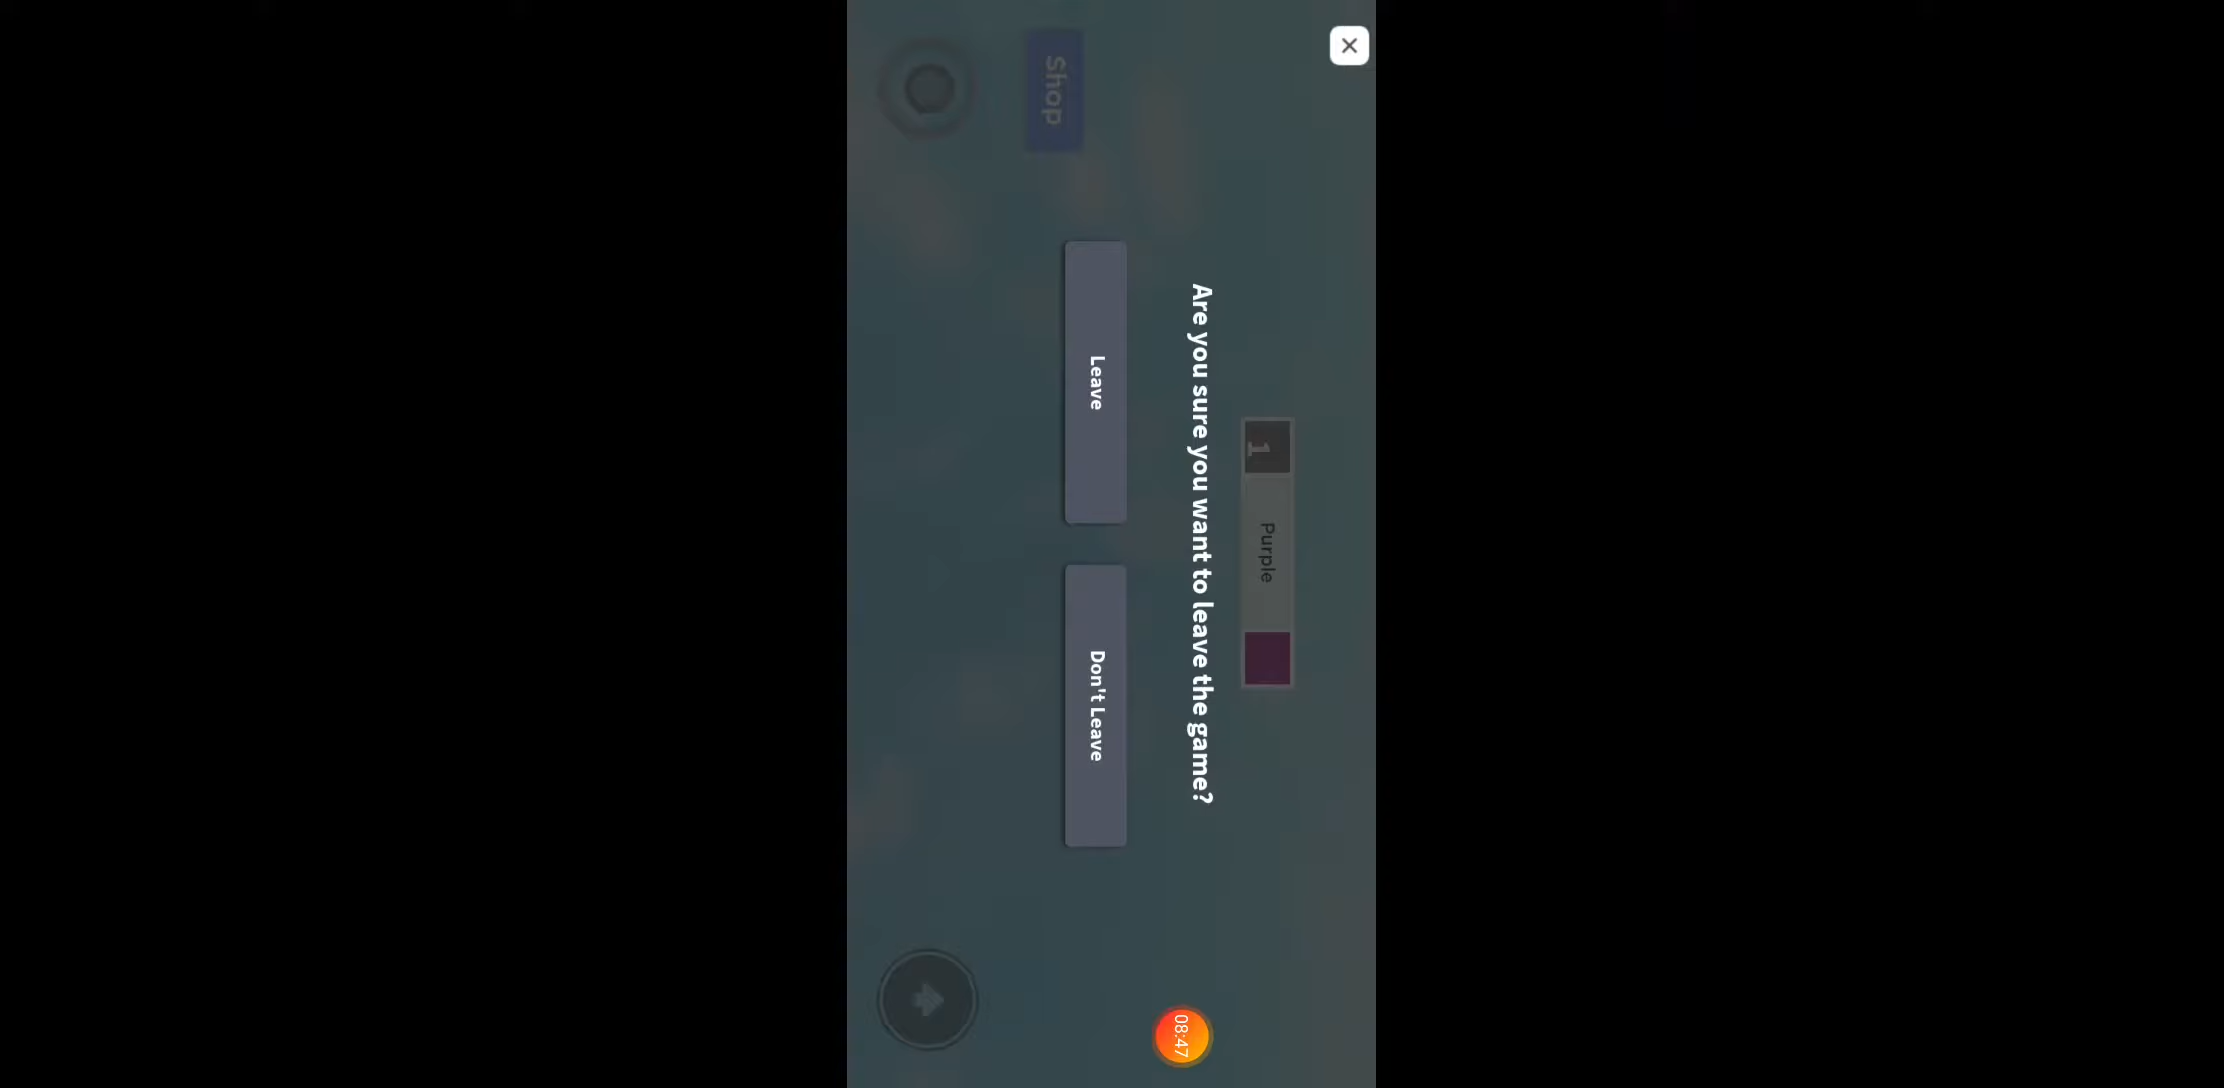 1
Purple
Are you sure you want to leave the game?
Leave
Don't Leave
Shop
08:47